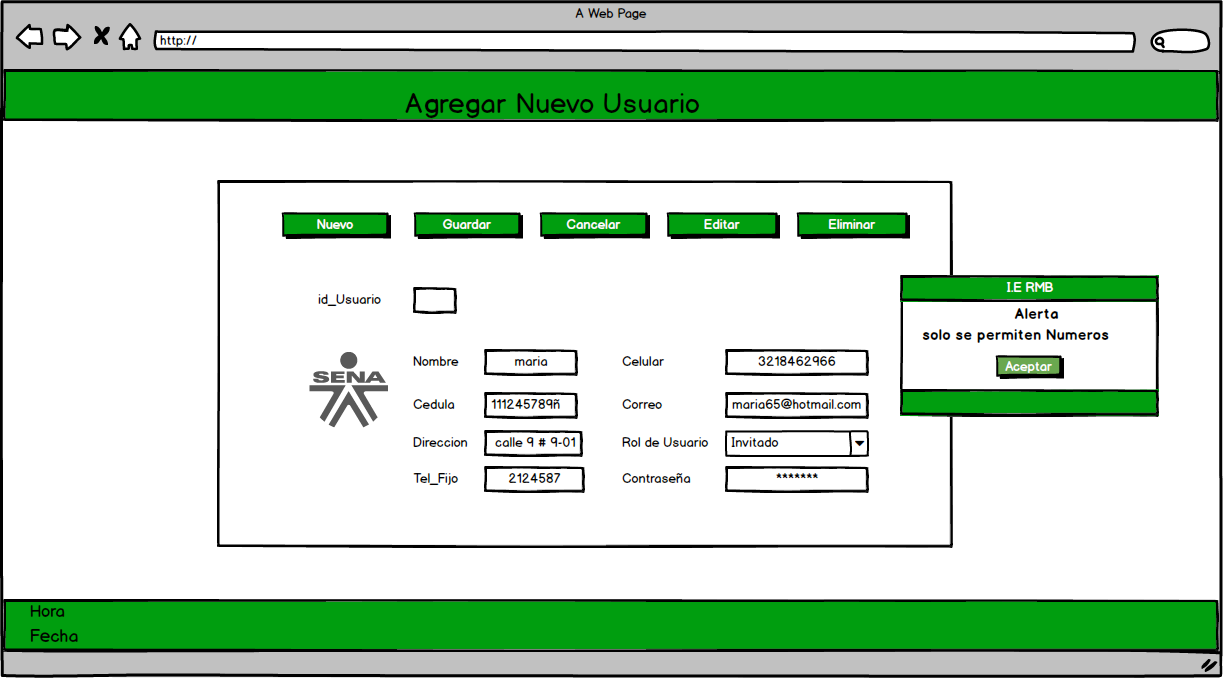 A Web Page
http://
Agregar Nuevo Usuario
Nuevo Guardar Cancelar Editar Eliminar
id_Usuario
I.E RMB
Alerta
solo se permiten Numeros
Aceptar
SENA
Nombre maria Celular 3218462966
Cedula 111245789ñ Correo maria65@hotmail.com
Direccion calle 9 # 9-01 Rol de Usuario Invitado
Tel_Fijo 2124587 Contraseña *******
Hora
Fecha